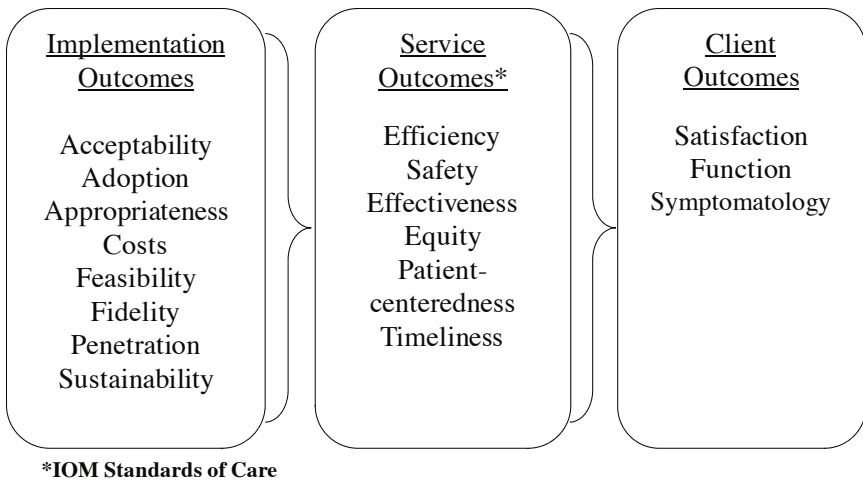 Implementation
Outcomes
Acceptability
Adoption
Appropriateness
Costs
Feasibility
Fidelity
Penetration
Sustainability
Service
Outcomes*
Efficiency
Safety
Effectiveness
Equity
Patient-
centeredness
Timeliness
Client
Outcomes
Satisfaction
Function
Symptomatology
*IOM Standards of Care